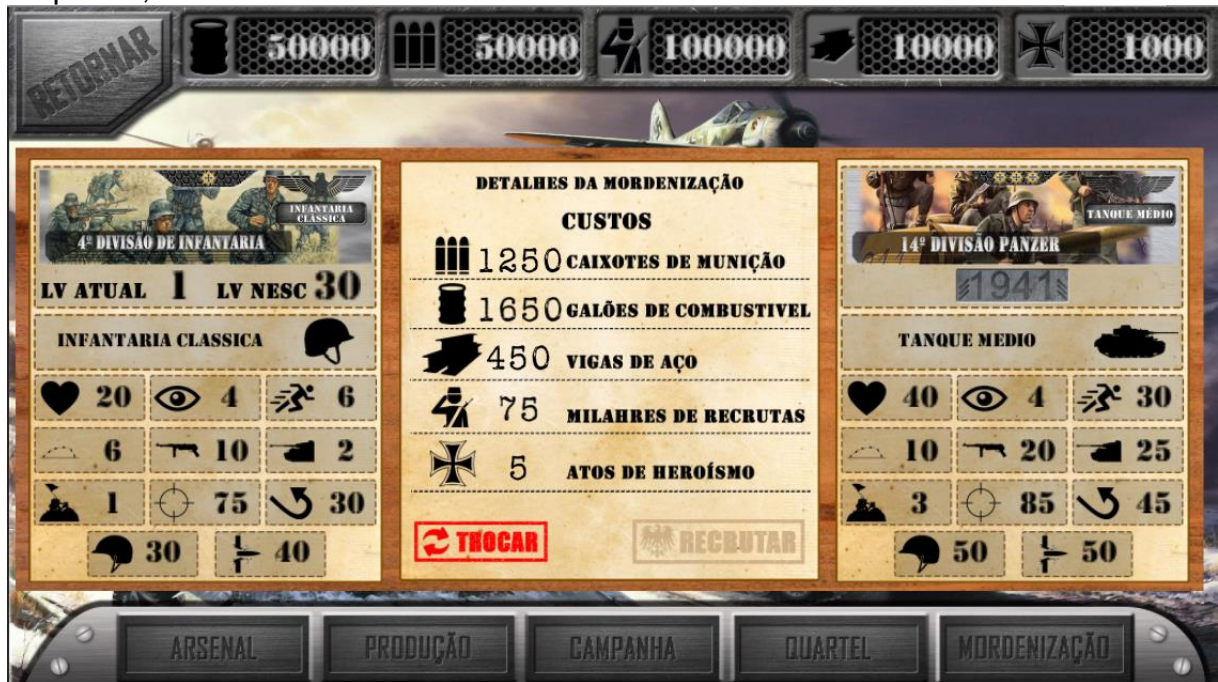 RETORNAR
50000
50000
100000
10000
1000
INFANTARIA
CLÁSSICA
4ª DIVISÃO DE INFANTARIA
LV ATUAL 1 LV NESC 30
INFANTARIA CLASSICA
20 4 6
6 10 2
1 75 30
30 40
DETALHES DA MORDENIZAÇÃO
CUSTOS
1250 CAIXOTES DE MUNIÇÃO
1650 GALÕES DE COMBUSTIVEL
450 VIGAS DE AÇO
75 MILAHRES DE RECRUTAS
5 ATOS DE HEROÍSMO
TROCAR
RECRUTAR
TANQUE MÉDIO
14ª DIVISÃO PANZER
1941
TANQUE MEDIO
40 4 30
10 20 25
3 85 45
50 50
ARSENAL
PRODUÇÃO
CAMPANHA
QUARTEL
MORDENIZAÇÃO